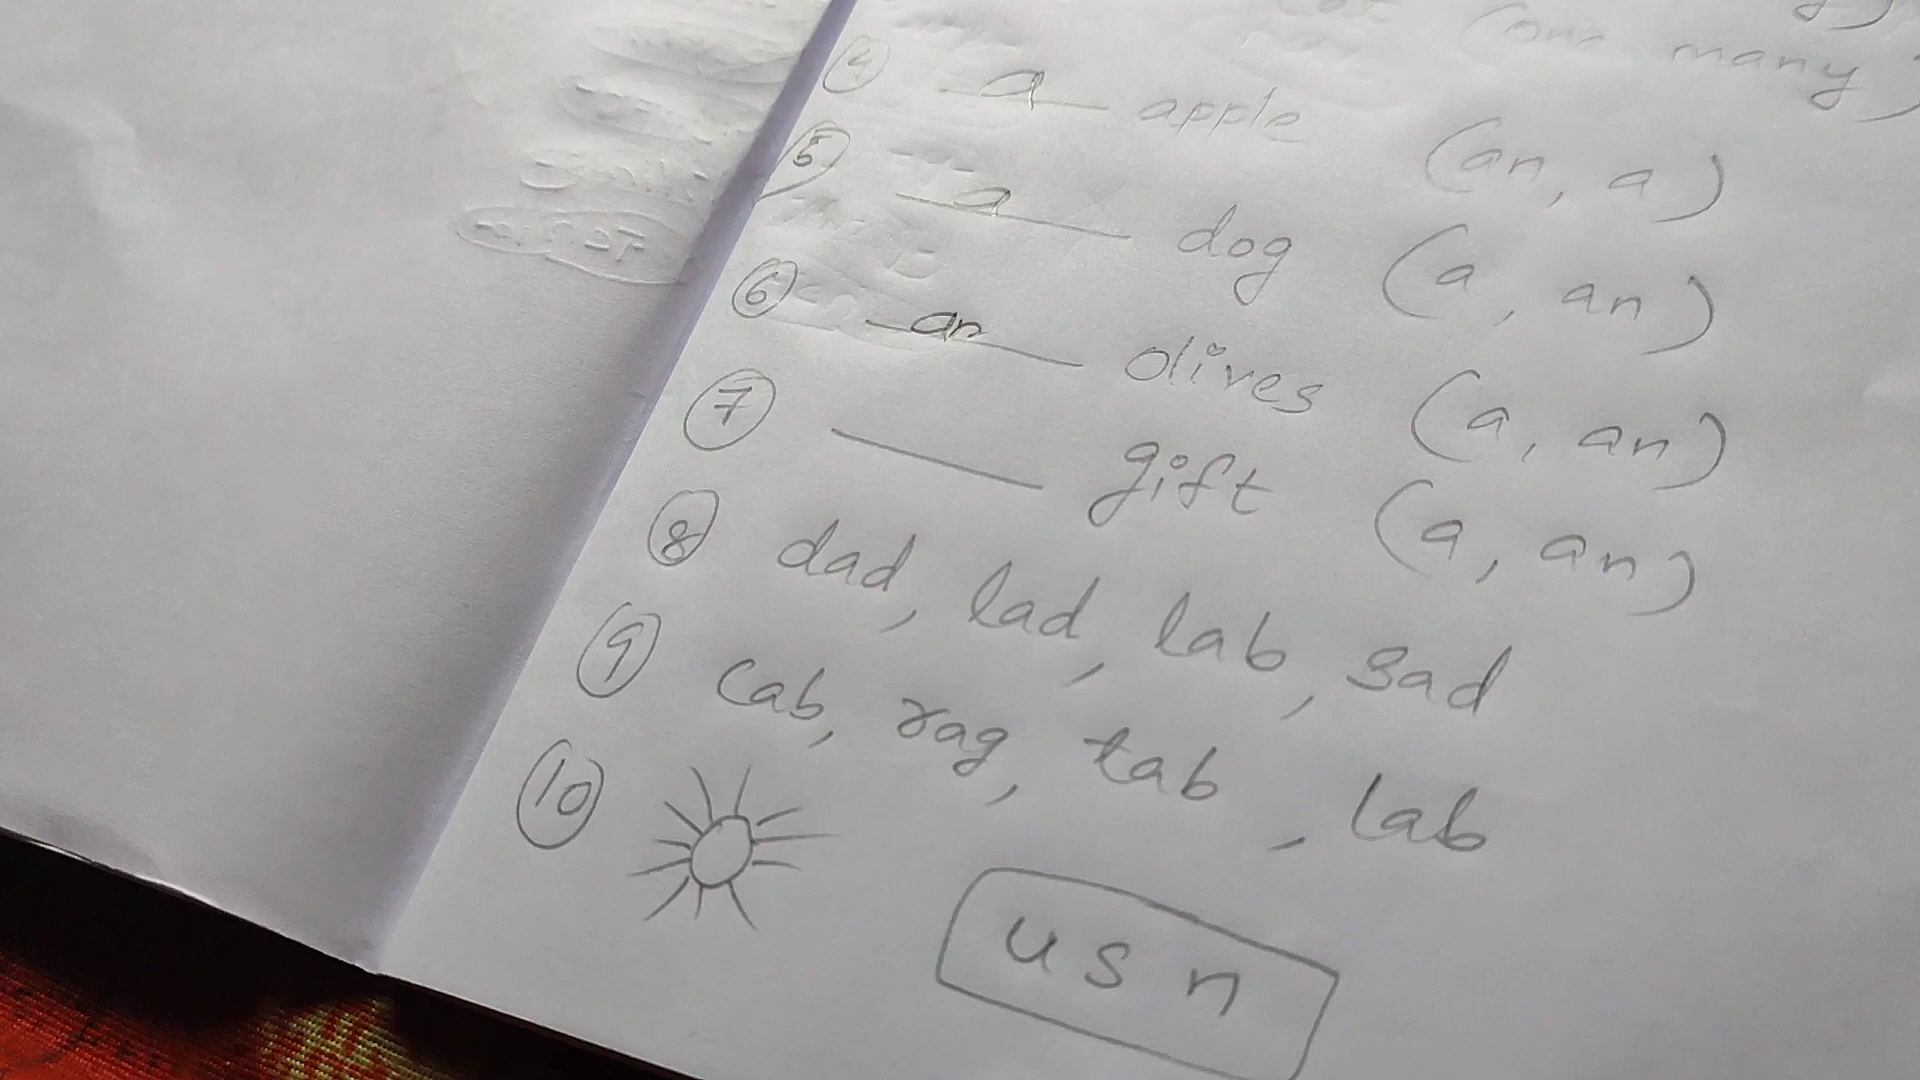 (one many)
④ a apple (an, a)
⑤ a dog (a, an)
⑥ an olives (a, an)
⑦ ____ gift (a, an)
⑧ dad, lad, lab, sad
⑨ Cab, rag, tab, lab
⑩
u s n